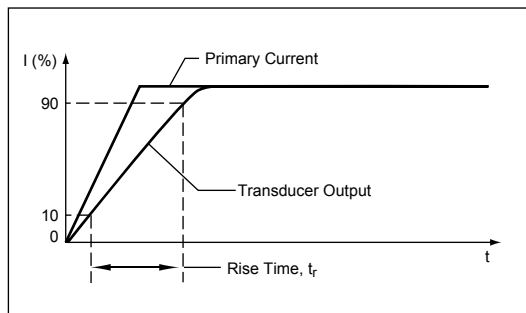 I (%)
Primary Current
90
Transducer Output
10
0
t
Rise Time, tr